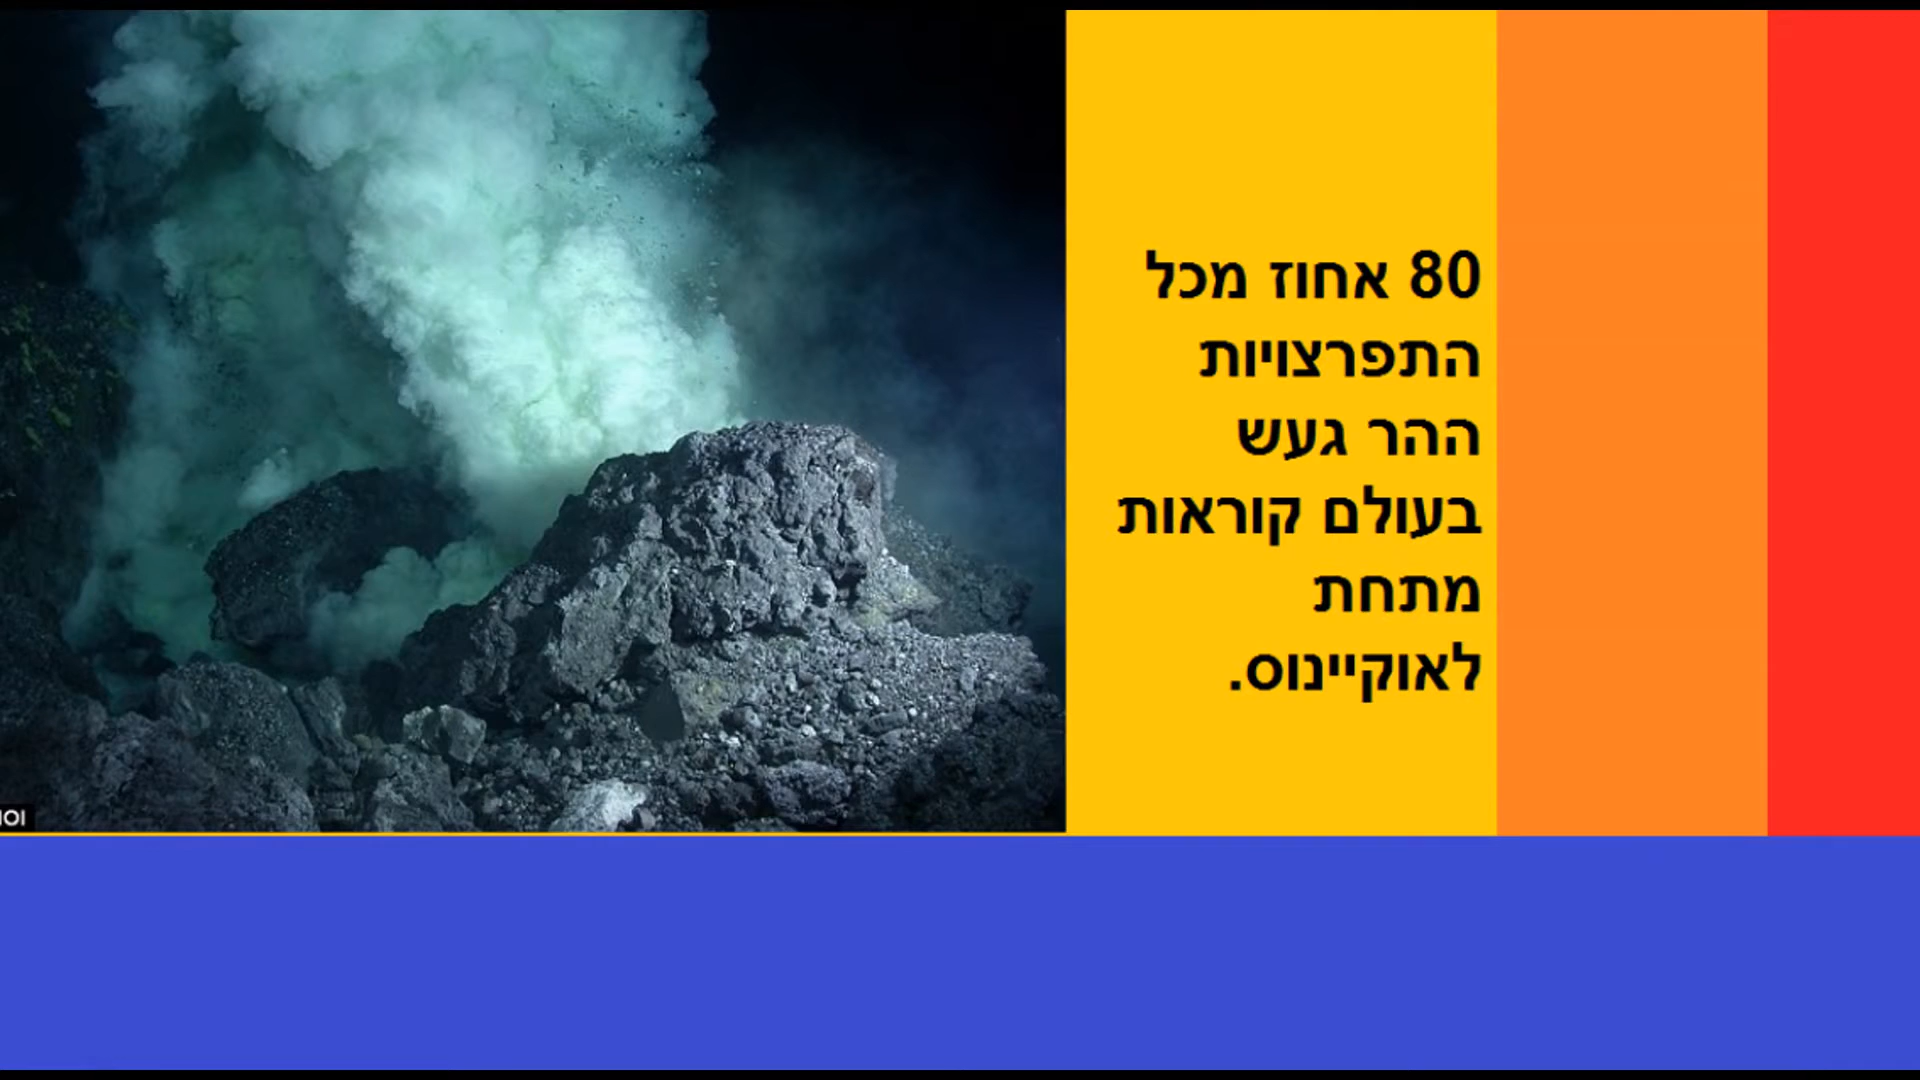 80 אחוז מכל
התפרצויות
ההר געש
בעולם קוראות
מתחת
לאוקיינוס.